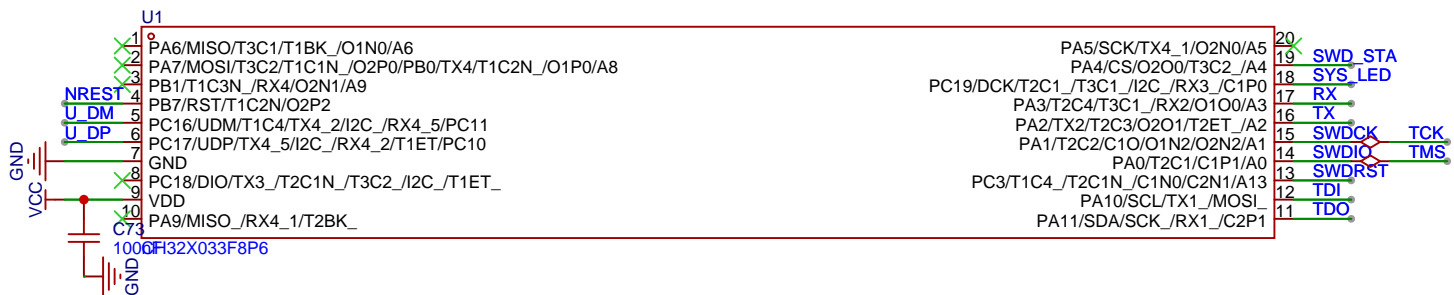 U1
1 PA6/MISO/T3C1/T1BK_/O1N0/A6
2 PA7/MOSI/T3C2/T1C1N_/O2P0/PB0/TX4/T1C2N_/O1P0/A8
3 PB1/T1C3N_/RX4/O2N1/A9
NREST 4 PB7/RST/T1C2N/O2P2
U_DM 5 PC16/UDM/T1C4/TX4_2/I2C_/RX4_5/PC11
U_DP 6 PC17/UDP/TX4_5/I2C_/RX4_2/T1ET/PC10
GND 7 GND
8 PC18/DIO/TX3_/T2C1N_/T3C2_/I2C_/T1ET_
VCC 9 VDD
10 PA9/MISO_/RX4_1/T2BK_
PA5/SCK/TX4_1/O2N0/A5 20
PA4/CS/O2O0/T3C2_/A4 19 SWD_STA
PC19/DCK/T2C1_/T3C1_/I2C_/RX3_/C1P0 18 SYS_LED
PA3/T2C4/T3C1_/RX2/O1O0/A3 17 RX
PA2/TX2/T2C3/O2O1/T2ET_/A2 16 TX
PA1/T2C2/C1O/O1N2/O2N2/A1 15 SWDCK TCK
PA0/T2C1/C1P1/A0 14 SWDIO TMS
PC3/T1C4_/T2C1N_/C1N0/C2N1/A13 13 SWDRST
PA10/SCL/TX1_/MOSI_ 12 TDI
PA11/SDA/SCK_/RX1_/C2P1 11 TDO
C73
100nF
CH32X033F8P6
GND